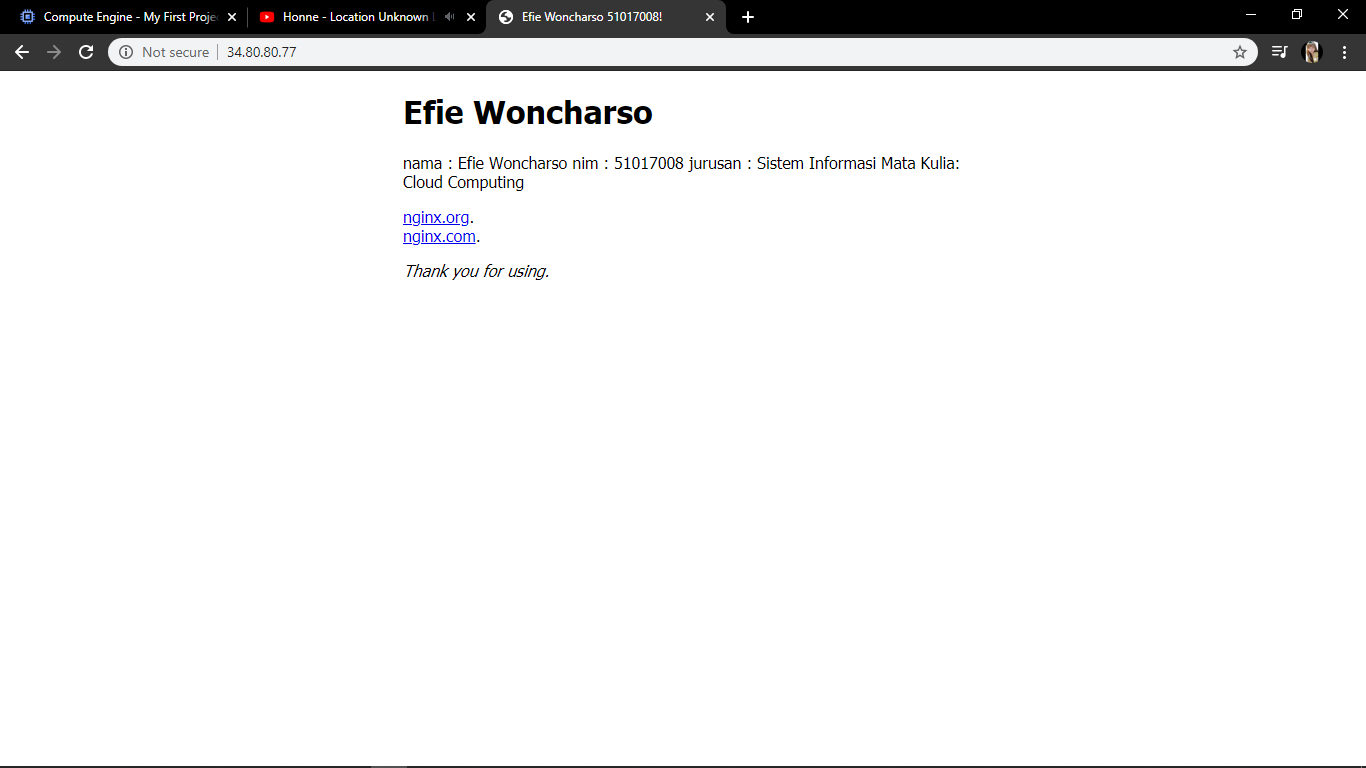 Compute Engine - My First Proje
Honne - Location Unknown
Efie Woncharso 51017008!
Not secure
34.80.80.77
Efie Woncharso
nama : Efie Woncharso nim : 51017008 jurusan : Sistem Informasi Mata Kulia:
Cloud Computing
nginx.org.
nginx.com.
Thank you for using.